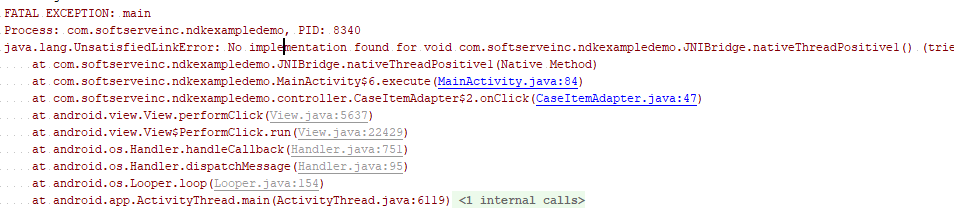 FATAL EXCEPTION: main
Process: com.softserveinc.ndkexampledemo, PID: 8340
java.lang.UnsatisfiedLinkError: No implementation found for void com.softserveinc.ndkexampledemo.JNIBridge.nativeThreadPositive1() (trie
at com.softserveinc.ndkexampledemo.JNIBridge.nativeThreadPositive1(Native Method)
at com.softserveinc.ndkexampledemo.MainActivity$6.execute(MainActivity.java:84)
at com.softserveinc.ndkexampledemo.controller.CaseItemAdapter$2.onClick(CaseItemAdapter.java:47)
at android.view.View.performClick(View.java:5637)
at android.view.View$PerformClick.run(View.java:22429)
at android.os.Handler.handleCallback(Handler.java:751)
at android.os.Handler.dispatchMessage(Handler.java:95)
at android.os.Looper.loop(Looper.java:154)
at android.app.ActivityThread.main(ActivityThread.java:6119) <1 internal calls>